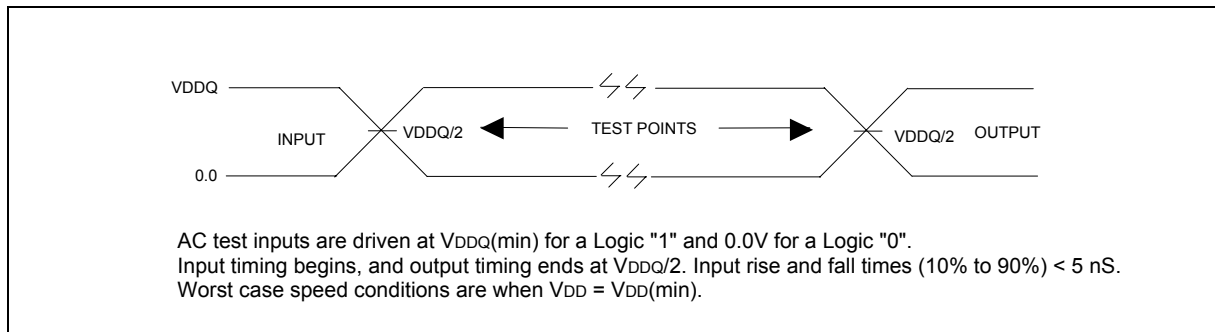 VDDQ
INPUT VDDQ/2 TEST POINTS VDDQ/2 OUTPUT
0.0
AC test inputs are driven at VDDQ(min) for a Logic "1" and 0.0V for a Logic "0".
Input timing begins, and output timing ends at VDDQ/2. Input rise and fall times (10% to 90%) < 5 nS.
Worst case speed conditions are when VDD = VDD(min).